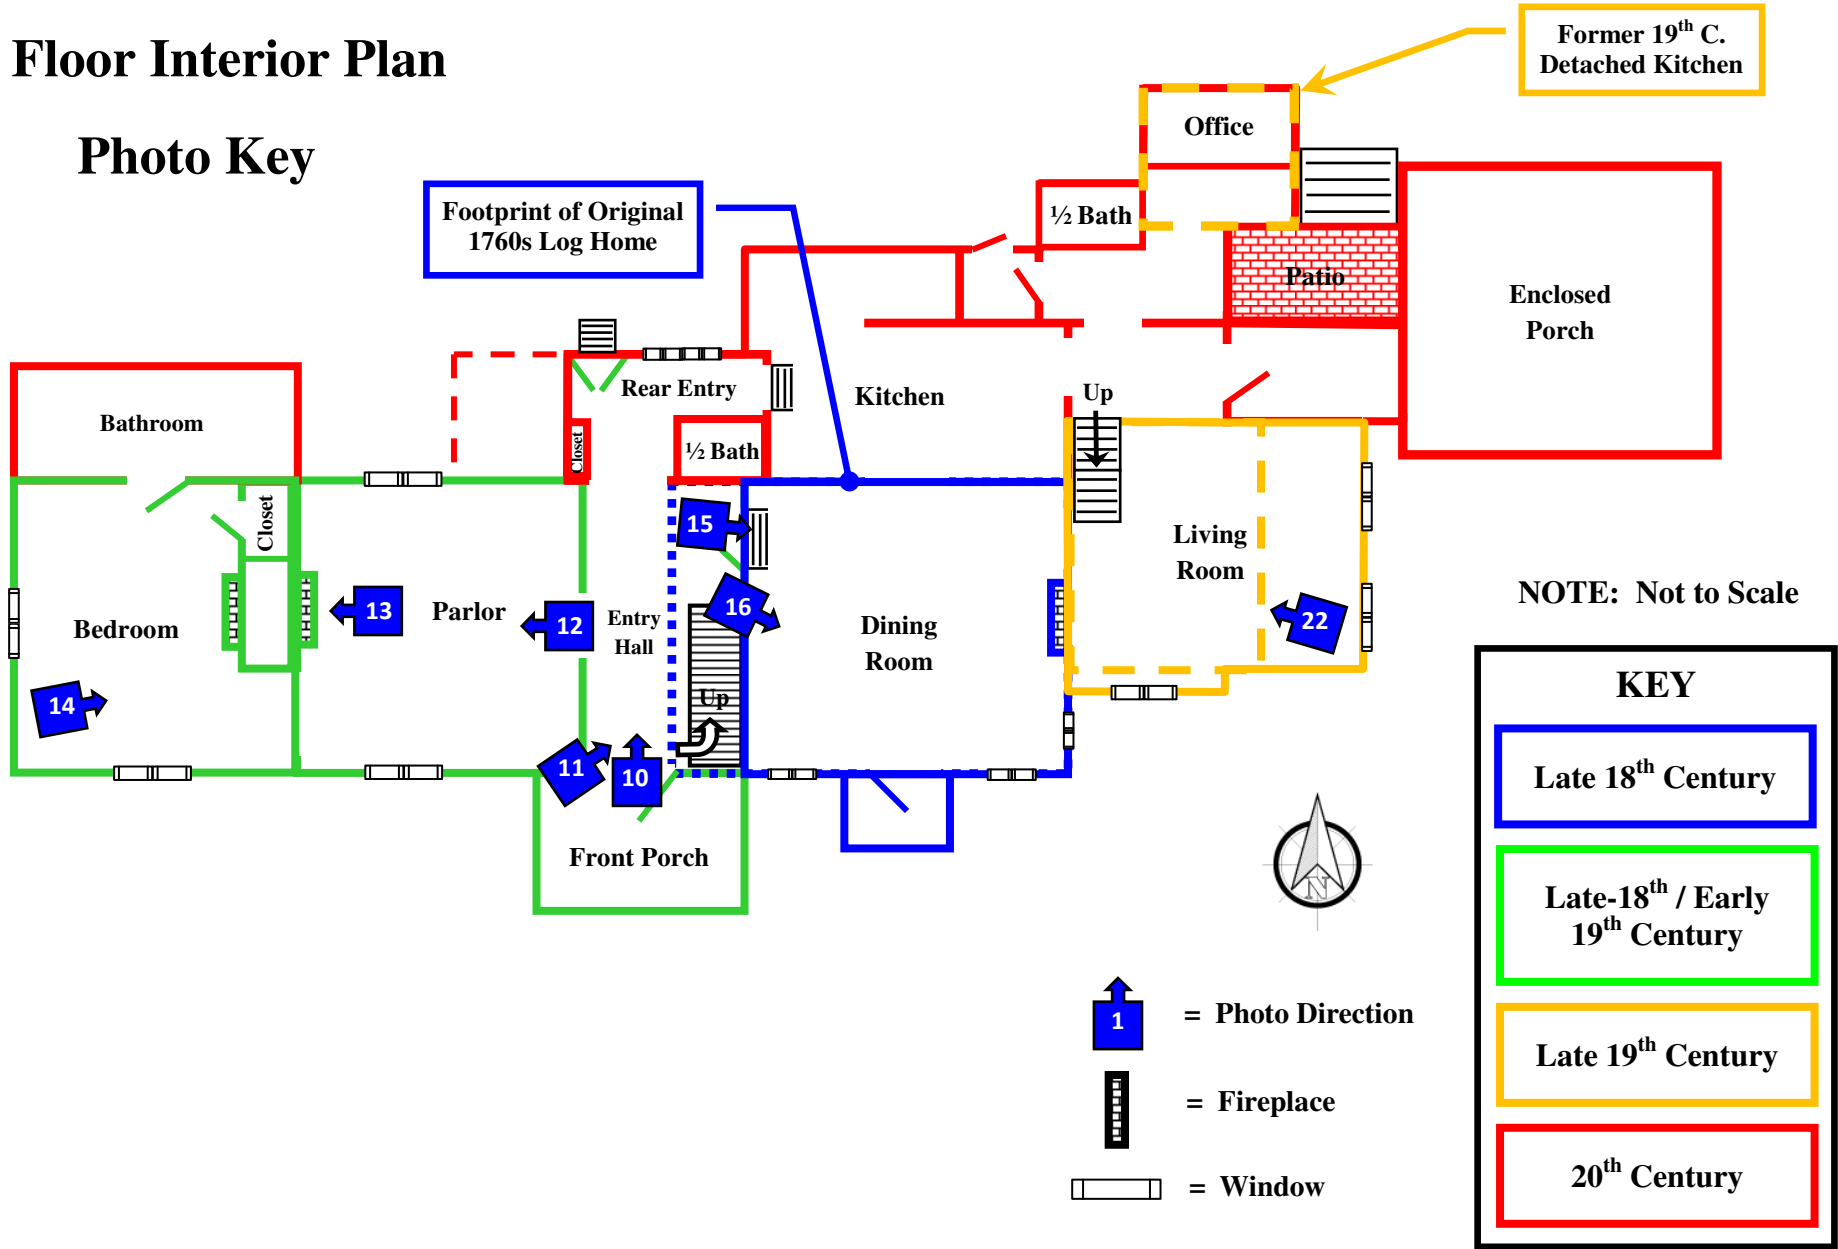 Floor Interior Plan
Photo Key
Former 19th C.
Detached Kitchen
Office
Footprint of Original
1760s Log Home
½ Bath
Patio
Enclosed
Porch
Rear Entry
Kitchen
Up
Bathroom
Closet
½ Bath
Closet
15
Living
Room
13
Parlor
12
Entry
Hall
16
Dining
Room
22
NOTE: Not to Scale
Bedroom
14
Up
11
10
Front Porch
N
KEY
Late 18th Century
Late-18th / Early
19th Century
Late 19th Century
20th Century
1
= Photo Direction
= Fireplace
= Window